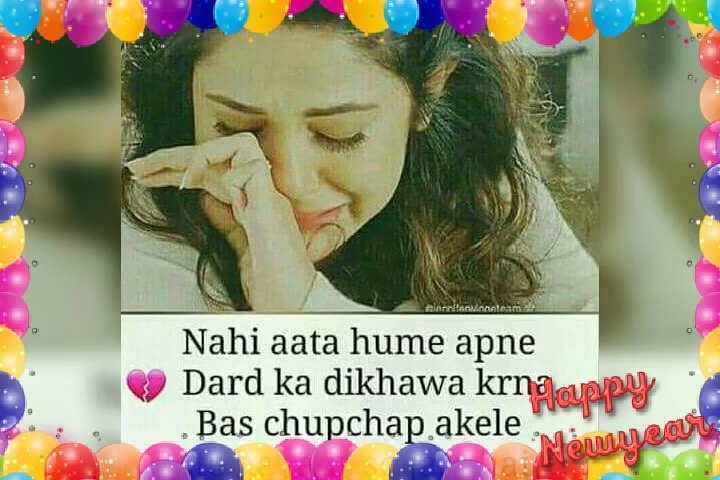 Nahi aata hume apne
💔 Dard ka dikhawa krna
Bas chupchap akele
Happy
Newyear